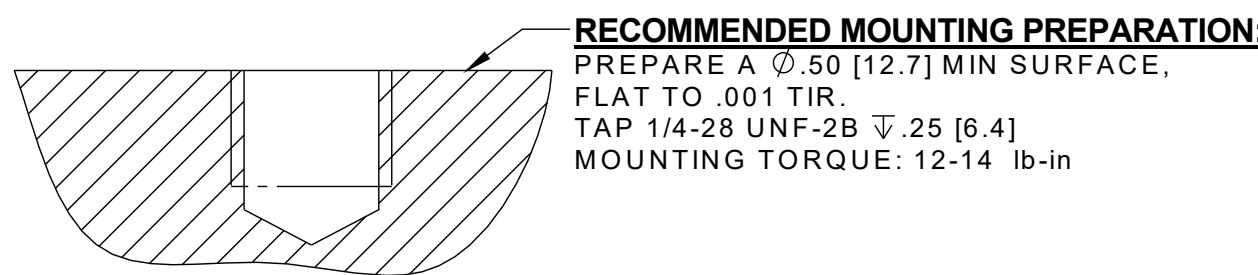 RECOMMENDED MOUNTING PREPARATION:
PREPARE A ∅.50 [12.7] MIN SURFACE,
FLAT TO .001 TIR.
TAP 1/4-28 UNF-2B ↧.25 [6.4]
MOUNTING TORQUE: 12-14 lb-in